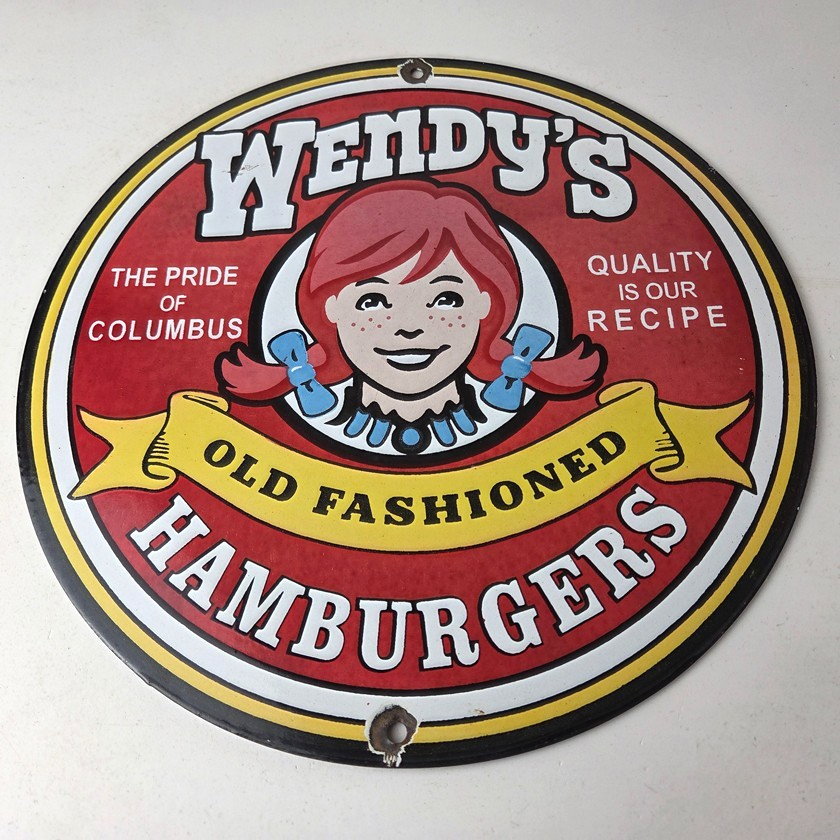 WENDY'S
THE PRIDE
OF
COLUMBUS
QUALITY
IS OUR
RECIPE
OLD FASHIONED
HAMBURGERS